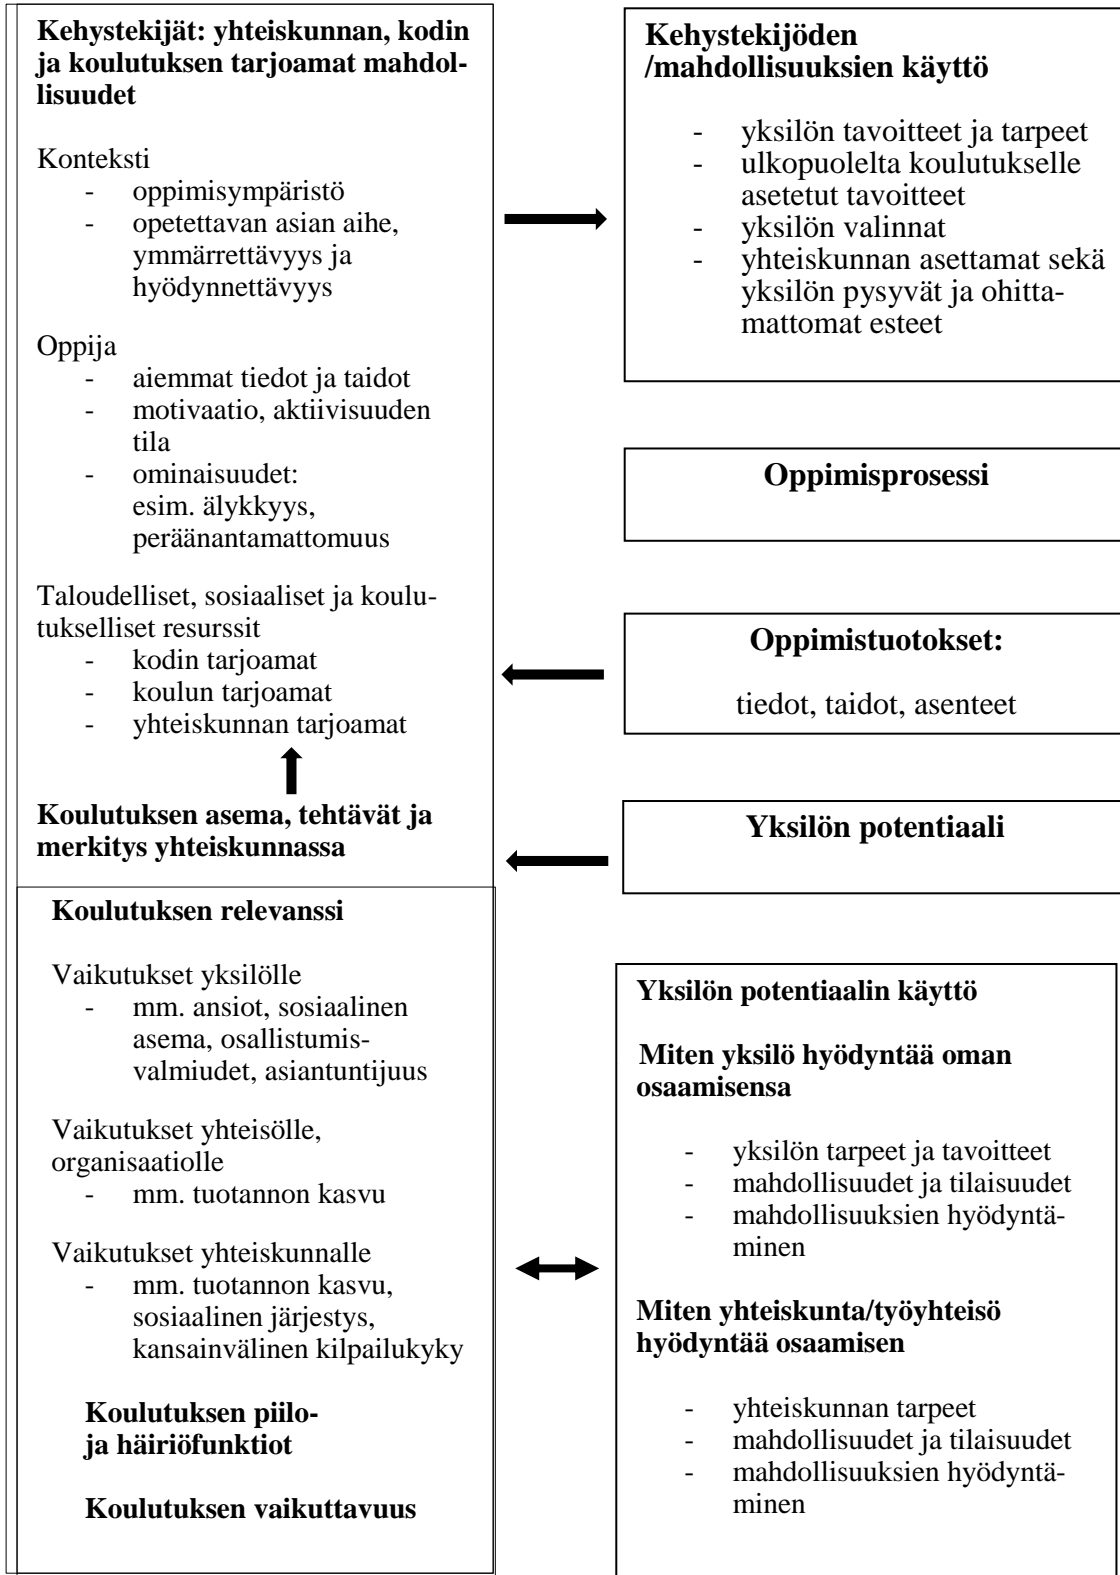 Kehystekijät: yhteiskunnan, kodin
ja koulutuksen tarjoamat mahdol-
lisuudet
Konteksti
- oppimisympäristö
- opetettavan asian aihe,
ymmärrettävyys ja
hyödynnettävyys
Oppija
- aiemmat tiedot ja taidot
- motivaatio, aktiivisuuden
tila
- ominaisuudet:
esim. älykkyys,
peräänantamattomuus
Taloudelliset, sosiaaliset ja koulu-
tukselliset resurssit
- kodin tarjoamat
- koulun tarjoamat
- yhteiskunnan tarjoamat
Koulutuksen asema, tehtävät ja
merkitys yhteiskunnassa
Koulutuksen relevanssi
Vaikutukset yksilölle
- mm. ansiot, sosiaalinen
asema, osallistumis-
valmiudet, asiantuntijuus
Vaikutukset yhteisölle,
organisaatiolle
- mm. tuotannon kasvu
Vaikutukset yhteiskunnalle
- mm. tuotannon kasvu,
sosiaalinen järjestys,
kansainvälinen kilpailukyky
Koulutuksen piilo-
ja häiriöfunktiot
Koulutuksen vaikuttavuus
Kehystekijöden
/mahdollisuuksien käyttö
- yksilön tavoitteet ja tarpeet
- ulkopuolelta koulutukselle
asetetut tavoitteet
- yksilön valinnat
- yhteiskunnan asettamat sekä
yksilön pysyvät ja ohitta-
mattomat esteet
Oppimisprosessi
Oppimistuotokset:
tiedot, taidot, asenteet
Yksilön potentiaali
Yksilön potentiaalin käyttö
Miten yksilö hyödyntää oman
osaamisensa
- yksilön tarpeet ja tavoitteet
- mahdollisuudet ja tilaisuudet
- mahdollisuuksien hyödyntä-
minen
Miten yhteiskunta/työyhteisö
hyödyntää osaamisen
- yhteiskunnan tarpeet
- mahdollisuudet ja tilaisuudet
- mahdollisuuksien hyödyntä-
minen